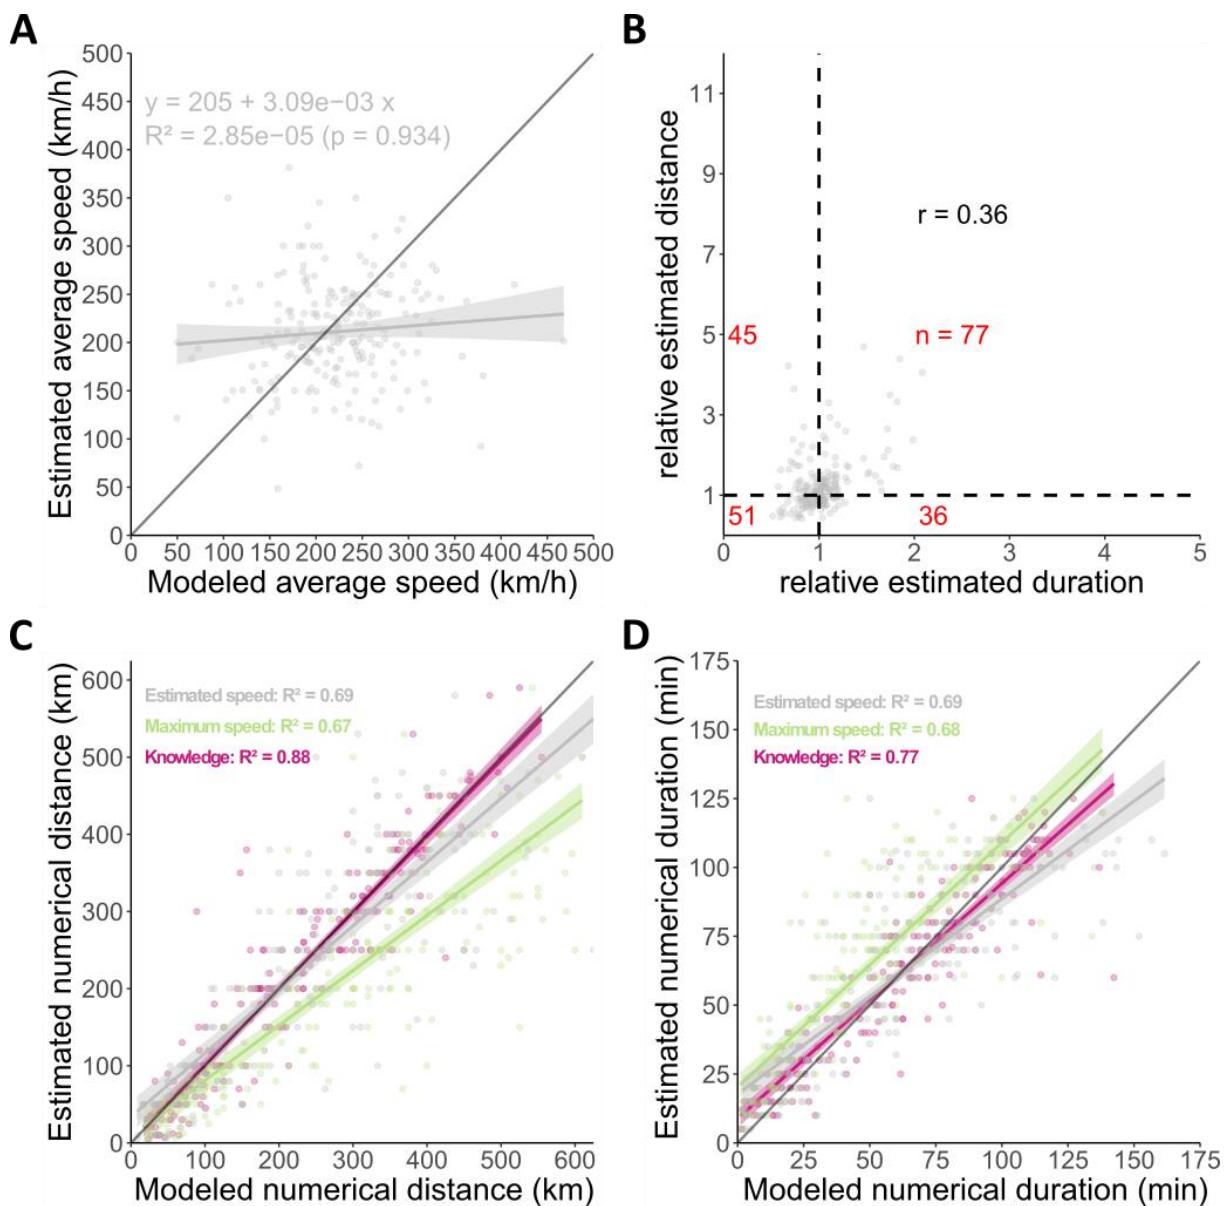 A
Estimated average speed (km/h)
500
450
400
350
300
250
200
150
100
50
0
y = 205 + 3.09e−03 x
R² = 2.85e−05 (p = 0.934)
0 50 100 150 200 250 300 350 400 450 500
Modeled average speed (km/h)
B
relative estimated distance
11
9
7
5
3
1
r = 0.36
45
n = 77
51
36
0 1 2 3 4 5
relative estimated duration
C
Estimated numerical distance (km)
600
500
400
300
200
100
0
Estimated speed: R² = 0.69
Maximum speed: R² = 0.67
Knowledge: R² = 0.88
0 100 200 300 400 500 600
Modeled numerical distance (km)
D
Estimated numerical duration (min)
175
150
125
100
75
50
25
0
Estimated speed: R² = 0.69
Maximum speed: R² = 0.68
Knowledge: R² = 0.77
0 25 50 75 100 125 150 175
Modeled numerical duration (min)